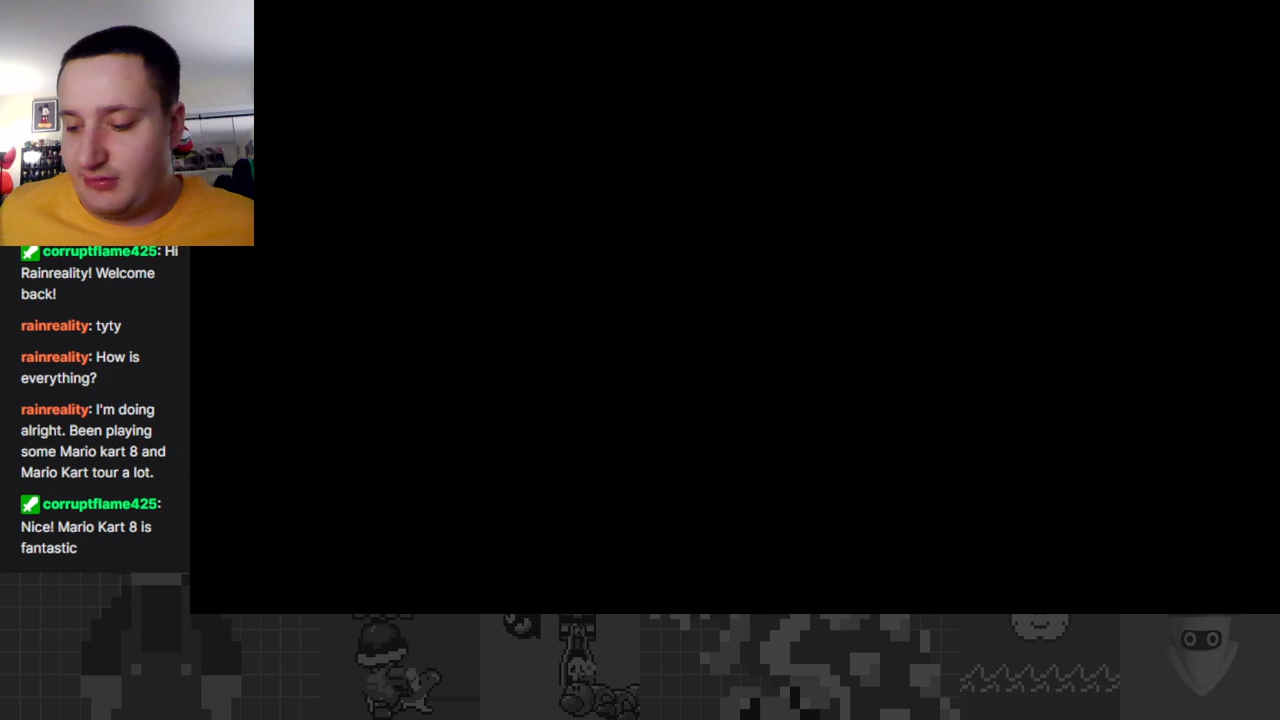 corruptflame425: Hi
Rainreality! Welcome
back!
rainreality: tyty
rainreality: How is
everything?
rainreality: I'm doing
alright. Been playing
some Mario kart 8 and
Mario Kart tour a lot.
corruptflame425:
Nice! Mario Kart 8 is
fantastic